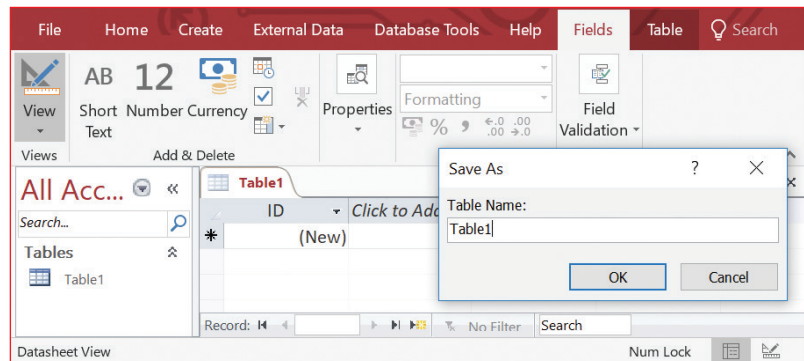 File Home Create External Data Database Tools Help Fields Table Search
AB 12
View Short Text Number Currency Properties Formatting Field Validation
% .00 .00
Views Add & Delete
Save As ? ×
All Acc... «
Table1
Table Name:
ID Click to Add
Table1
Search...
* (New)
Tables
Table1
OK Cancel
Record: No Filter Search
Datasheet View Num Lock